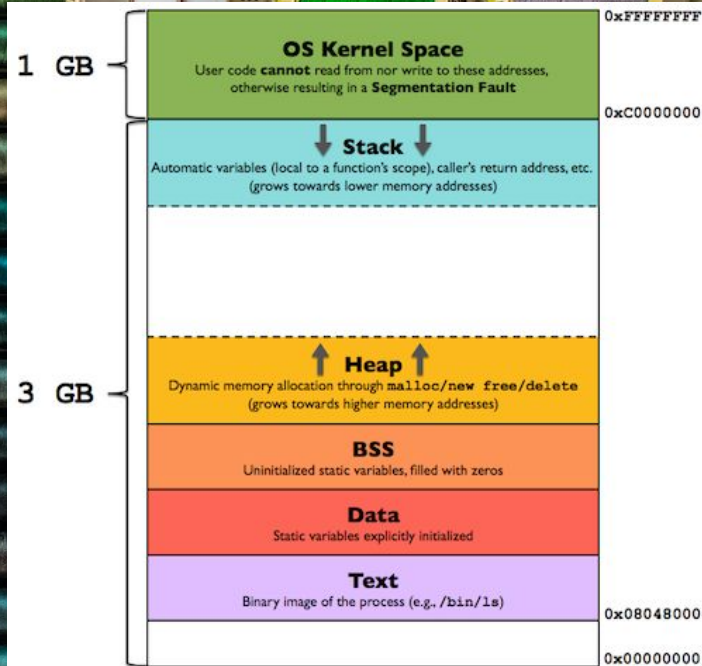 0xFFFFFFFF
1 GB
OS Kernel Space
User code cannot read from nor write to these addresses,
otherwise resulting in a Segmentation Fault
0xC0000000
Stack
Automatic variables (local to a function's scope), caller's return address, etc.
(grows towards lower memory addresses)
3 GB
Heap
Dynamic memory allocation through malloc/new free/delete
(grows towards higher memory addresses)
BSS
Uninitialized static variables, filled with zeros
Data
Static variables explicitly initialized
Text
Binary image of the process (e.g., /bin/ls)
0x08048000
0x00000000